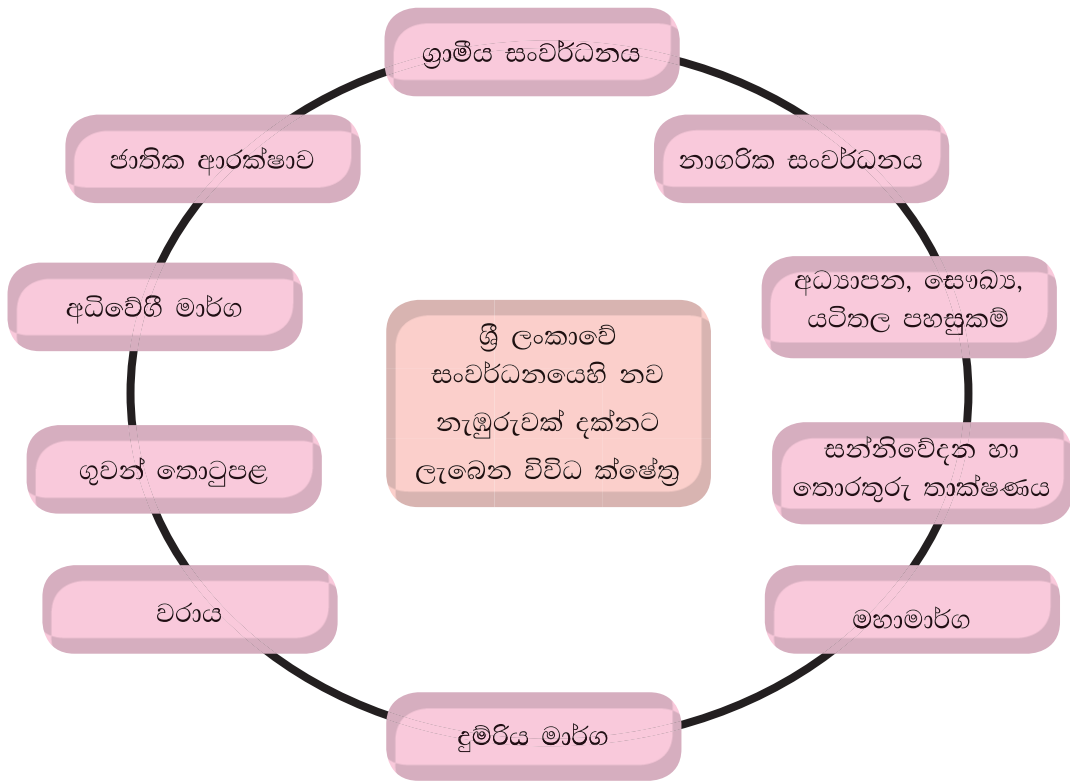 ග්‍රාමීය සංවර්ධනය
ජාතික ආරක්ෂාව
නාගරික සංවර්ධනය
අධිවේගී මාර්ග
අධ්‍යාපන, සෞඛ්‍ය,
යටිතල පහසුකම්
ශ්‍රී ලංකාවේ
සංවර්ධනයෙහි නව
නැඹුරුවක් දක්නට
ලැබෙන විවිධ ක්ෂේත්‍ර
ගුවන් තොටුපළ
සන්නිවේදන හා
තොරතුරු තාක්ෂණය
වරාය
මහාමාර්ග
දුම්රිය මාර්ග